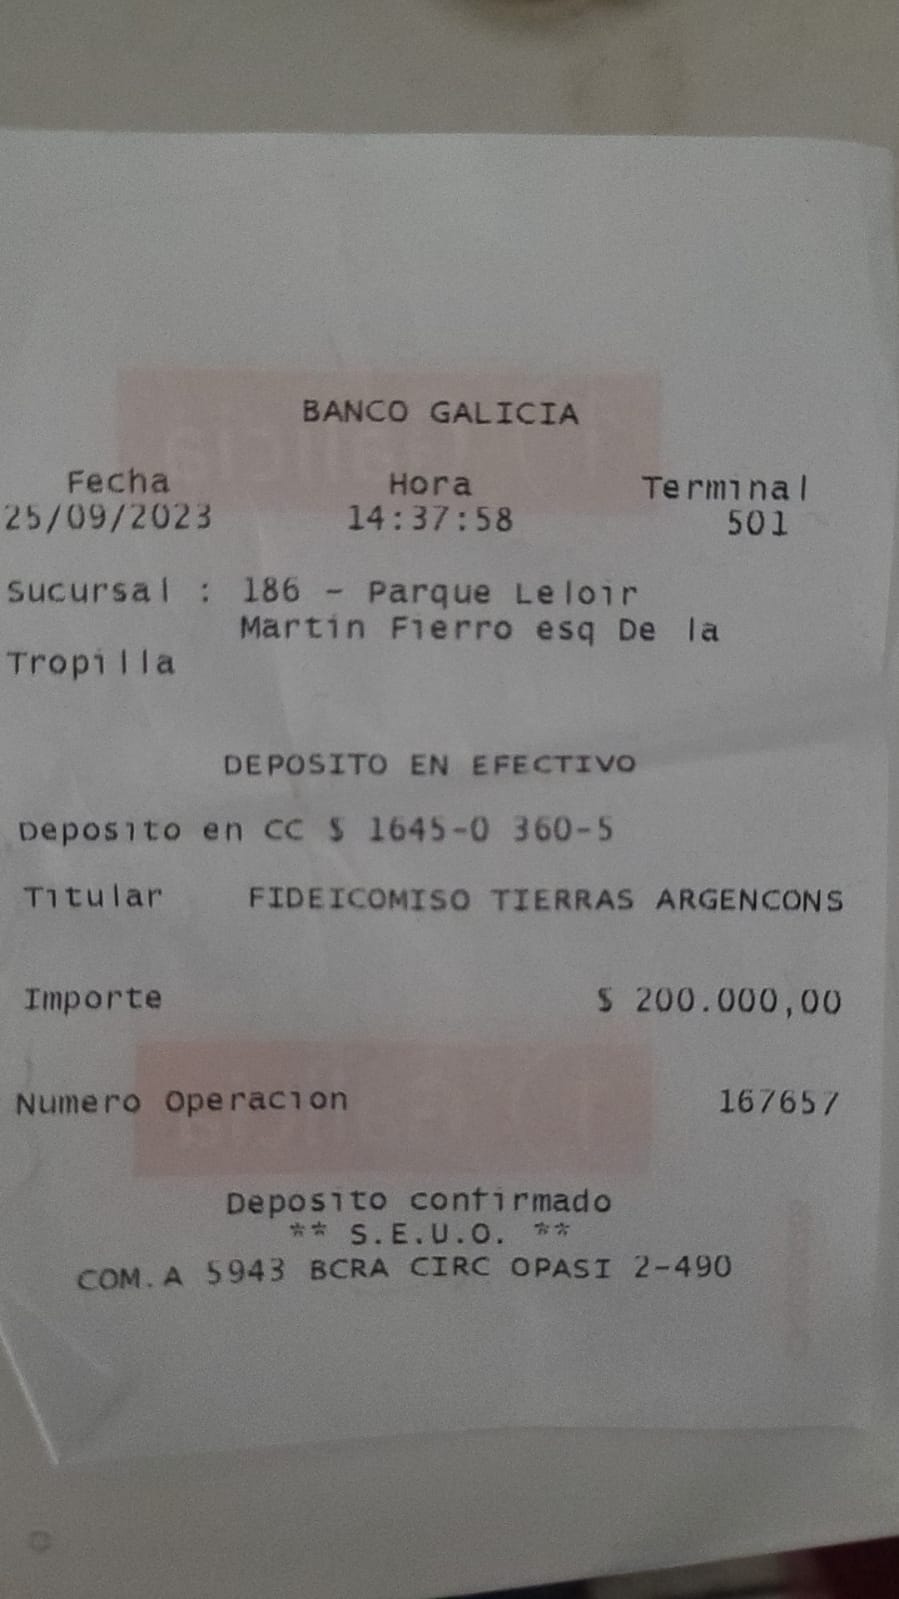 BANCO GALICIA
Fecha Hora Terminal
25/09/2023 14:37:58 501
Sucursal : 186 - Parque Leloir
Martin Fierro esq De la
Tropilla
DEPOSITO EN EFECTIVO
Deposito en CC $ 1645-0 360-5
Titular FIDEICOMISO TIERRAS ARGENCONS
Importe $ 200.000,00
Numero Operacion 167657
Deposito confirmado
** S.E.U.O. **
COM.A 5943 BCRA CIRC OPASI 2-490